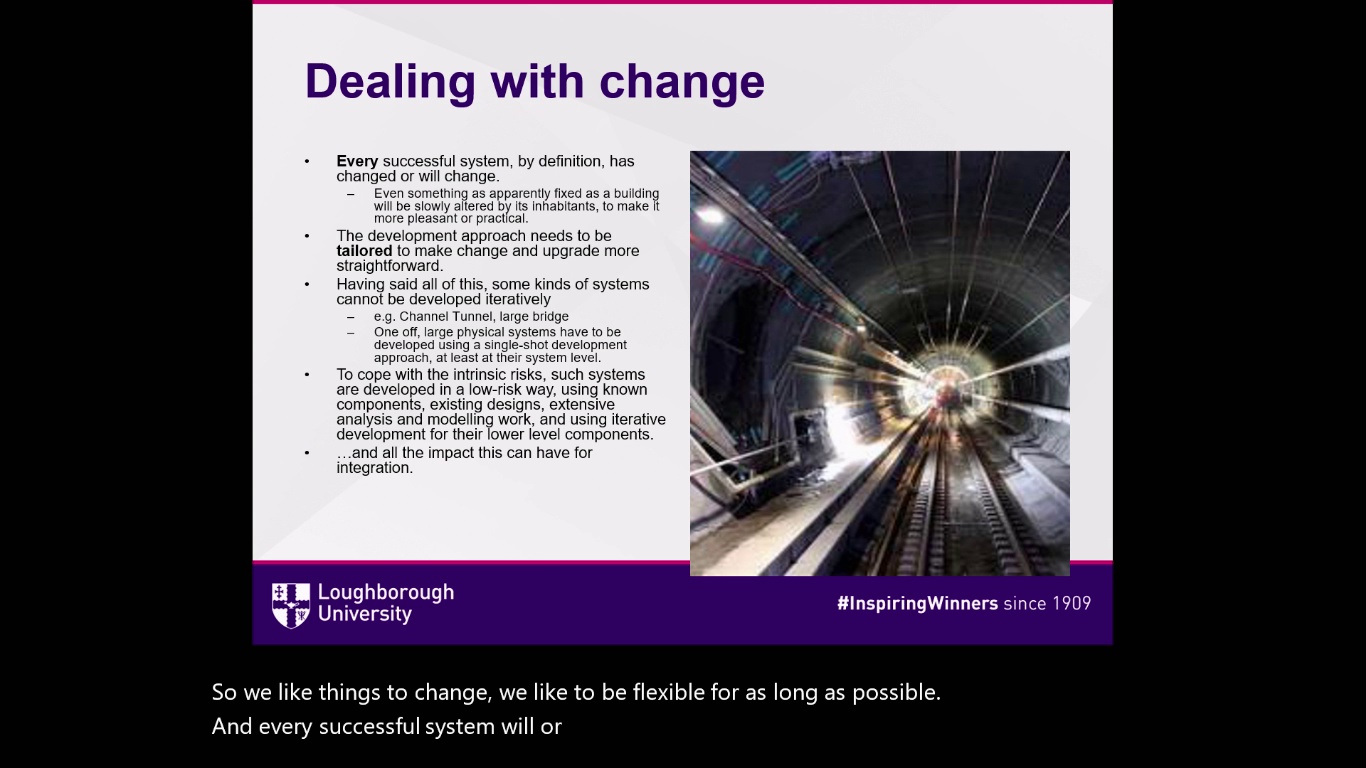 Dealing with change
• Every successful system, by definition, has
changed or will change.
– Even something as apparently fixed as a building
will be slowly altered by its inhabitants, to make it
more pleasant or practical.
• The development approach needs to be
tailored to make change and upgrade more
straightforward.
• Having said all of this, some kinds of systems
cannot be developed iteratively
– e.g. Channel Tunnel, large bridge
– One off, large physical systems have to be
developed using a single-shot development
approach, at least at their system level.
• To cope with the intrinsic risks, such systems
are developed in a low-risk way, using known
components, existing designs, extensive
analysis and modelling work, and using iterative
development for their lower level components.
• …and all the impact this can have for
integration.
Loughborough
University
#InspiringWinners since 1909
So we like things to change, we like to be flexible for as long as possible.
And every successful system will or